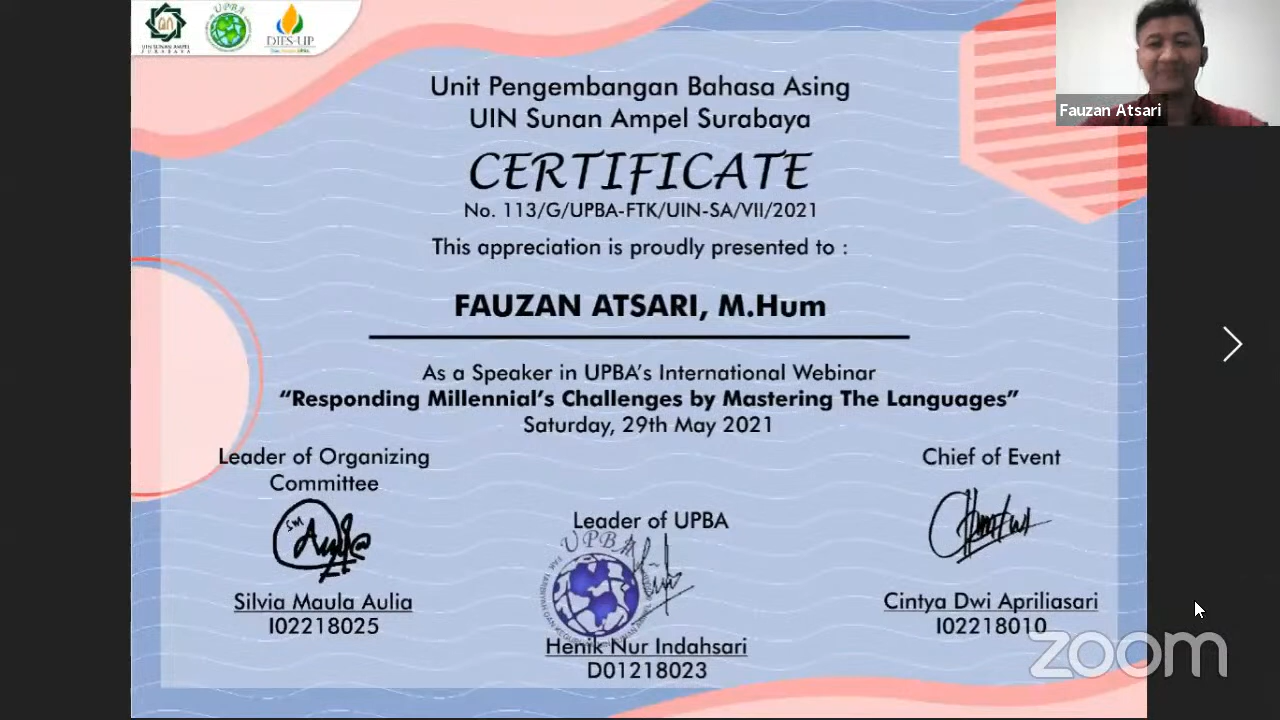 UIN SUNAN AMPEL
SURABAYA
UPBA
DIES-UP
Unit Pengembangan Bahasa Asing
UIN Sunan Ampel Surabaya
CERTIFICATE
No. 113/G/UPBA-FTK/UIN-SA/VII/2021
This appreciation is proudly presented to :
FAUZAN ATSARI, M.Hum
As a Speaker in UPBA's International Webinar
“Responding Millennial's Challenges by Mastering The Languages”
Saturday, 29th May 2021
Leader of Organizing
Committee
Silvia Maula Aulia
I02218025
Leader of UPBA
UPBA
Henik Nur Indahsari
D01218023
Chief of Event
Cintya Dwi Apriliasari
I02218010
Fauzan Atsari
zoom